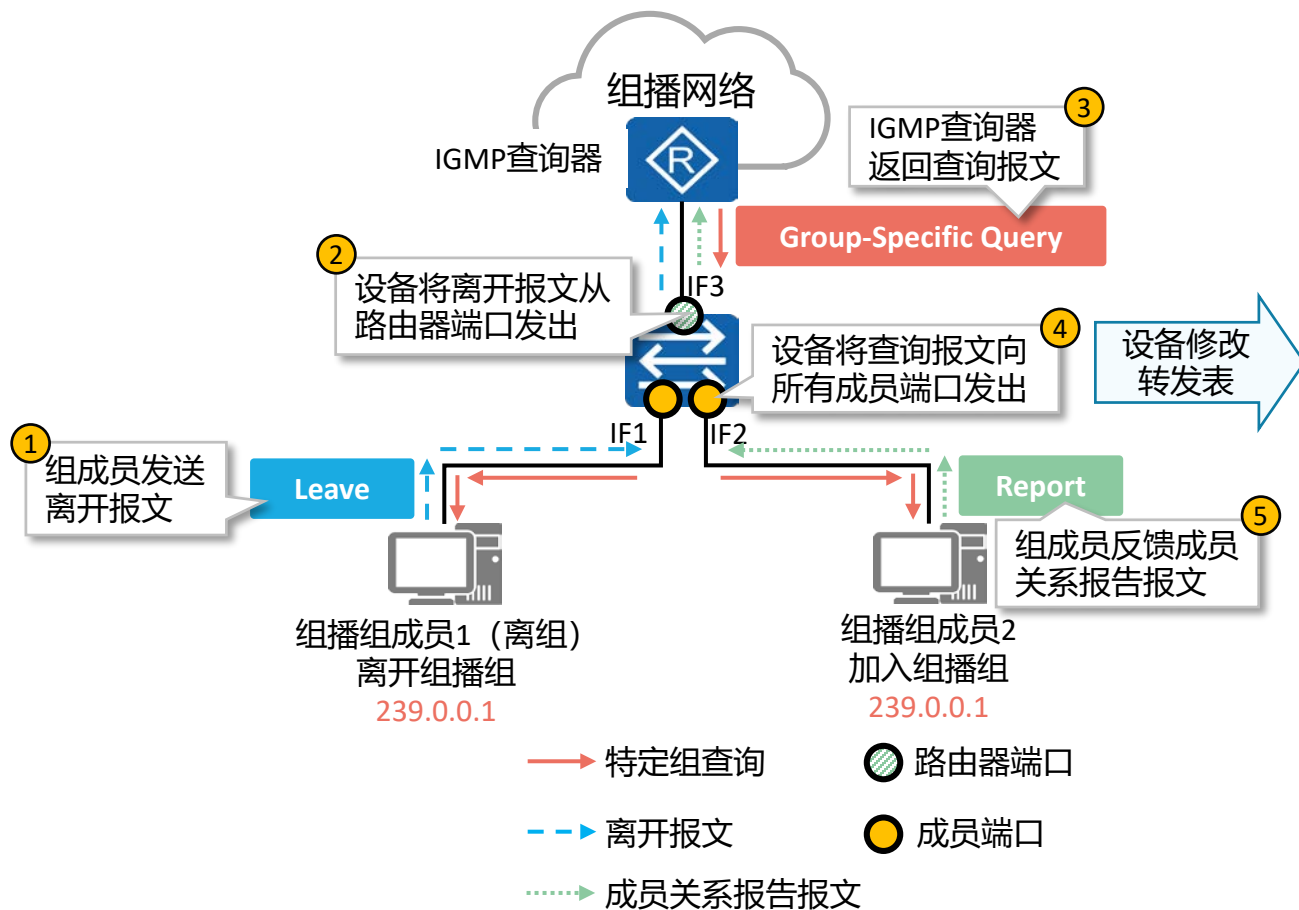 组播网络
R
IGMP查询器
3
IGMP查询器
返回查询报文
Group-Specific Query
2
设备将离开报文从
路由器端口发出
IF3
4
设备将查询报文向
所有成员端口发出
设备修改
转发表
IF1
IF2
1
组成员发送
离开报文
Leave
Report
5
组成员反馈成员
关系报告报文
组播组成员1（离组）
离开组播组
239.0.0.1
组播组成员2
加入组播组
239.0.0.1
特定组查询
路由器端口
离开报文
成员端口
成员关系报告报文